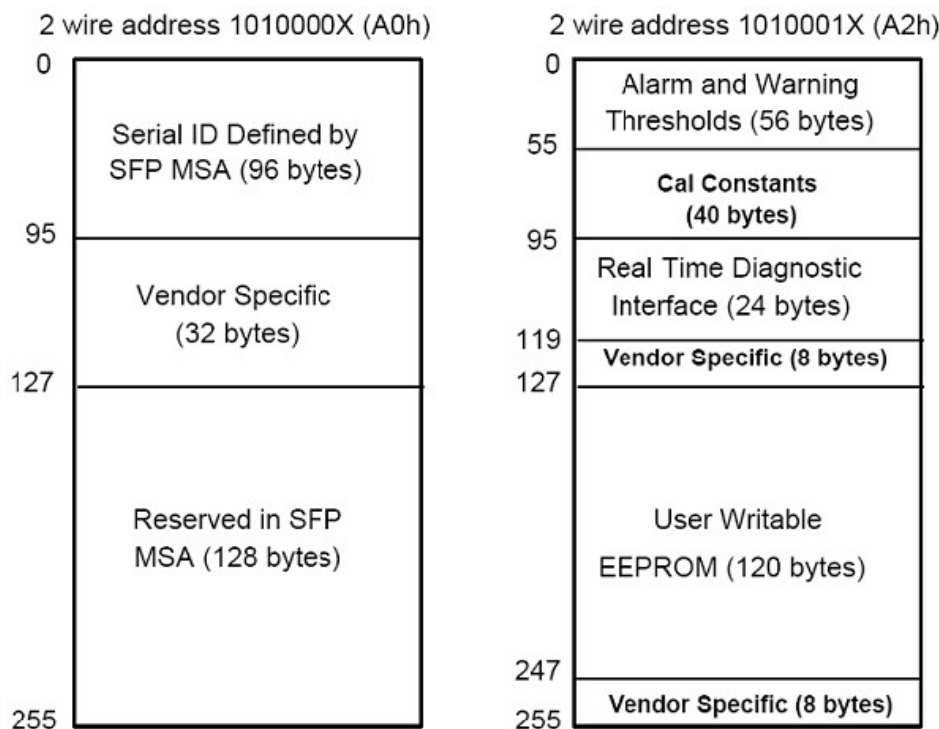 2 wire address 1010000X (A0h)
0
Serial ID Defined by
SFP MSA (96 bytes)
95
Vendor Specific
(32 bytes)
127
Reserved in SFP
MSA (128 bytes)
255
2 wire address 1010001X (A2h)
0
Alarm and Warning
Thresholds (56 bytes)
55
Cal Constants
(40 bytes)
95
Real Time Diagnostic
Interface (24 bytes)
119
Vendor Specific (8 bytes)
127
User Writable
EEPROM (120 bytes)
247
Vendor Specific (8 bytes)
255